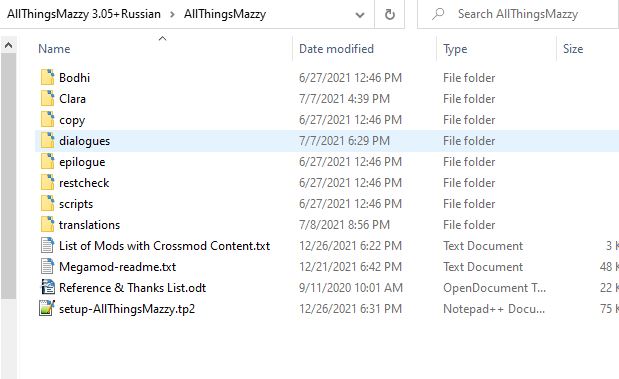 AllThingsMazzy 3.05+Russian > AllThingsMazzy Search AllThingsMazzy
Name Date modified Type Size
Bodhi 6/27/2021 12:46 PM File folder
Clara 7/7/2021 4:39 PM File folder
copy 6/27/2021 12:46 PM File folder
dialogues 7/7/2021 6:29 PM File folder
epilogue 6/27/2021 12:46 PM File folder
restcheck 6/27/2021 12:46 PM File folder
scripts 6/27/2021 12:46 PM File folder
translations 7/8/2021 8:56 PM File folder
List of Mods with Crossmod Content.txt 12/26/2021 6:22 PM Text Document 3 K
Megamod-readme.txt 12/21/2021 6:42 PM Text Document 48 K
Reference & Thanks List.odt 9/11/2020 10:01 AM OpenDocument T... 22 K
setup-AllThingsMazzy.tp2 12/26/2021 6:31 PM Notepad++ Docu... 75 K